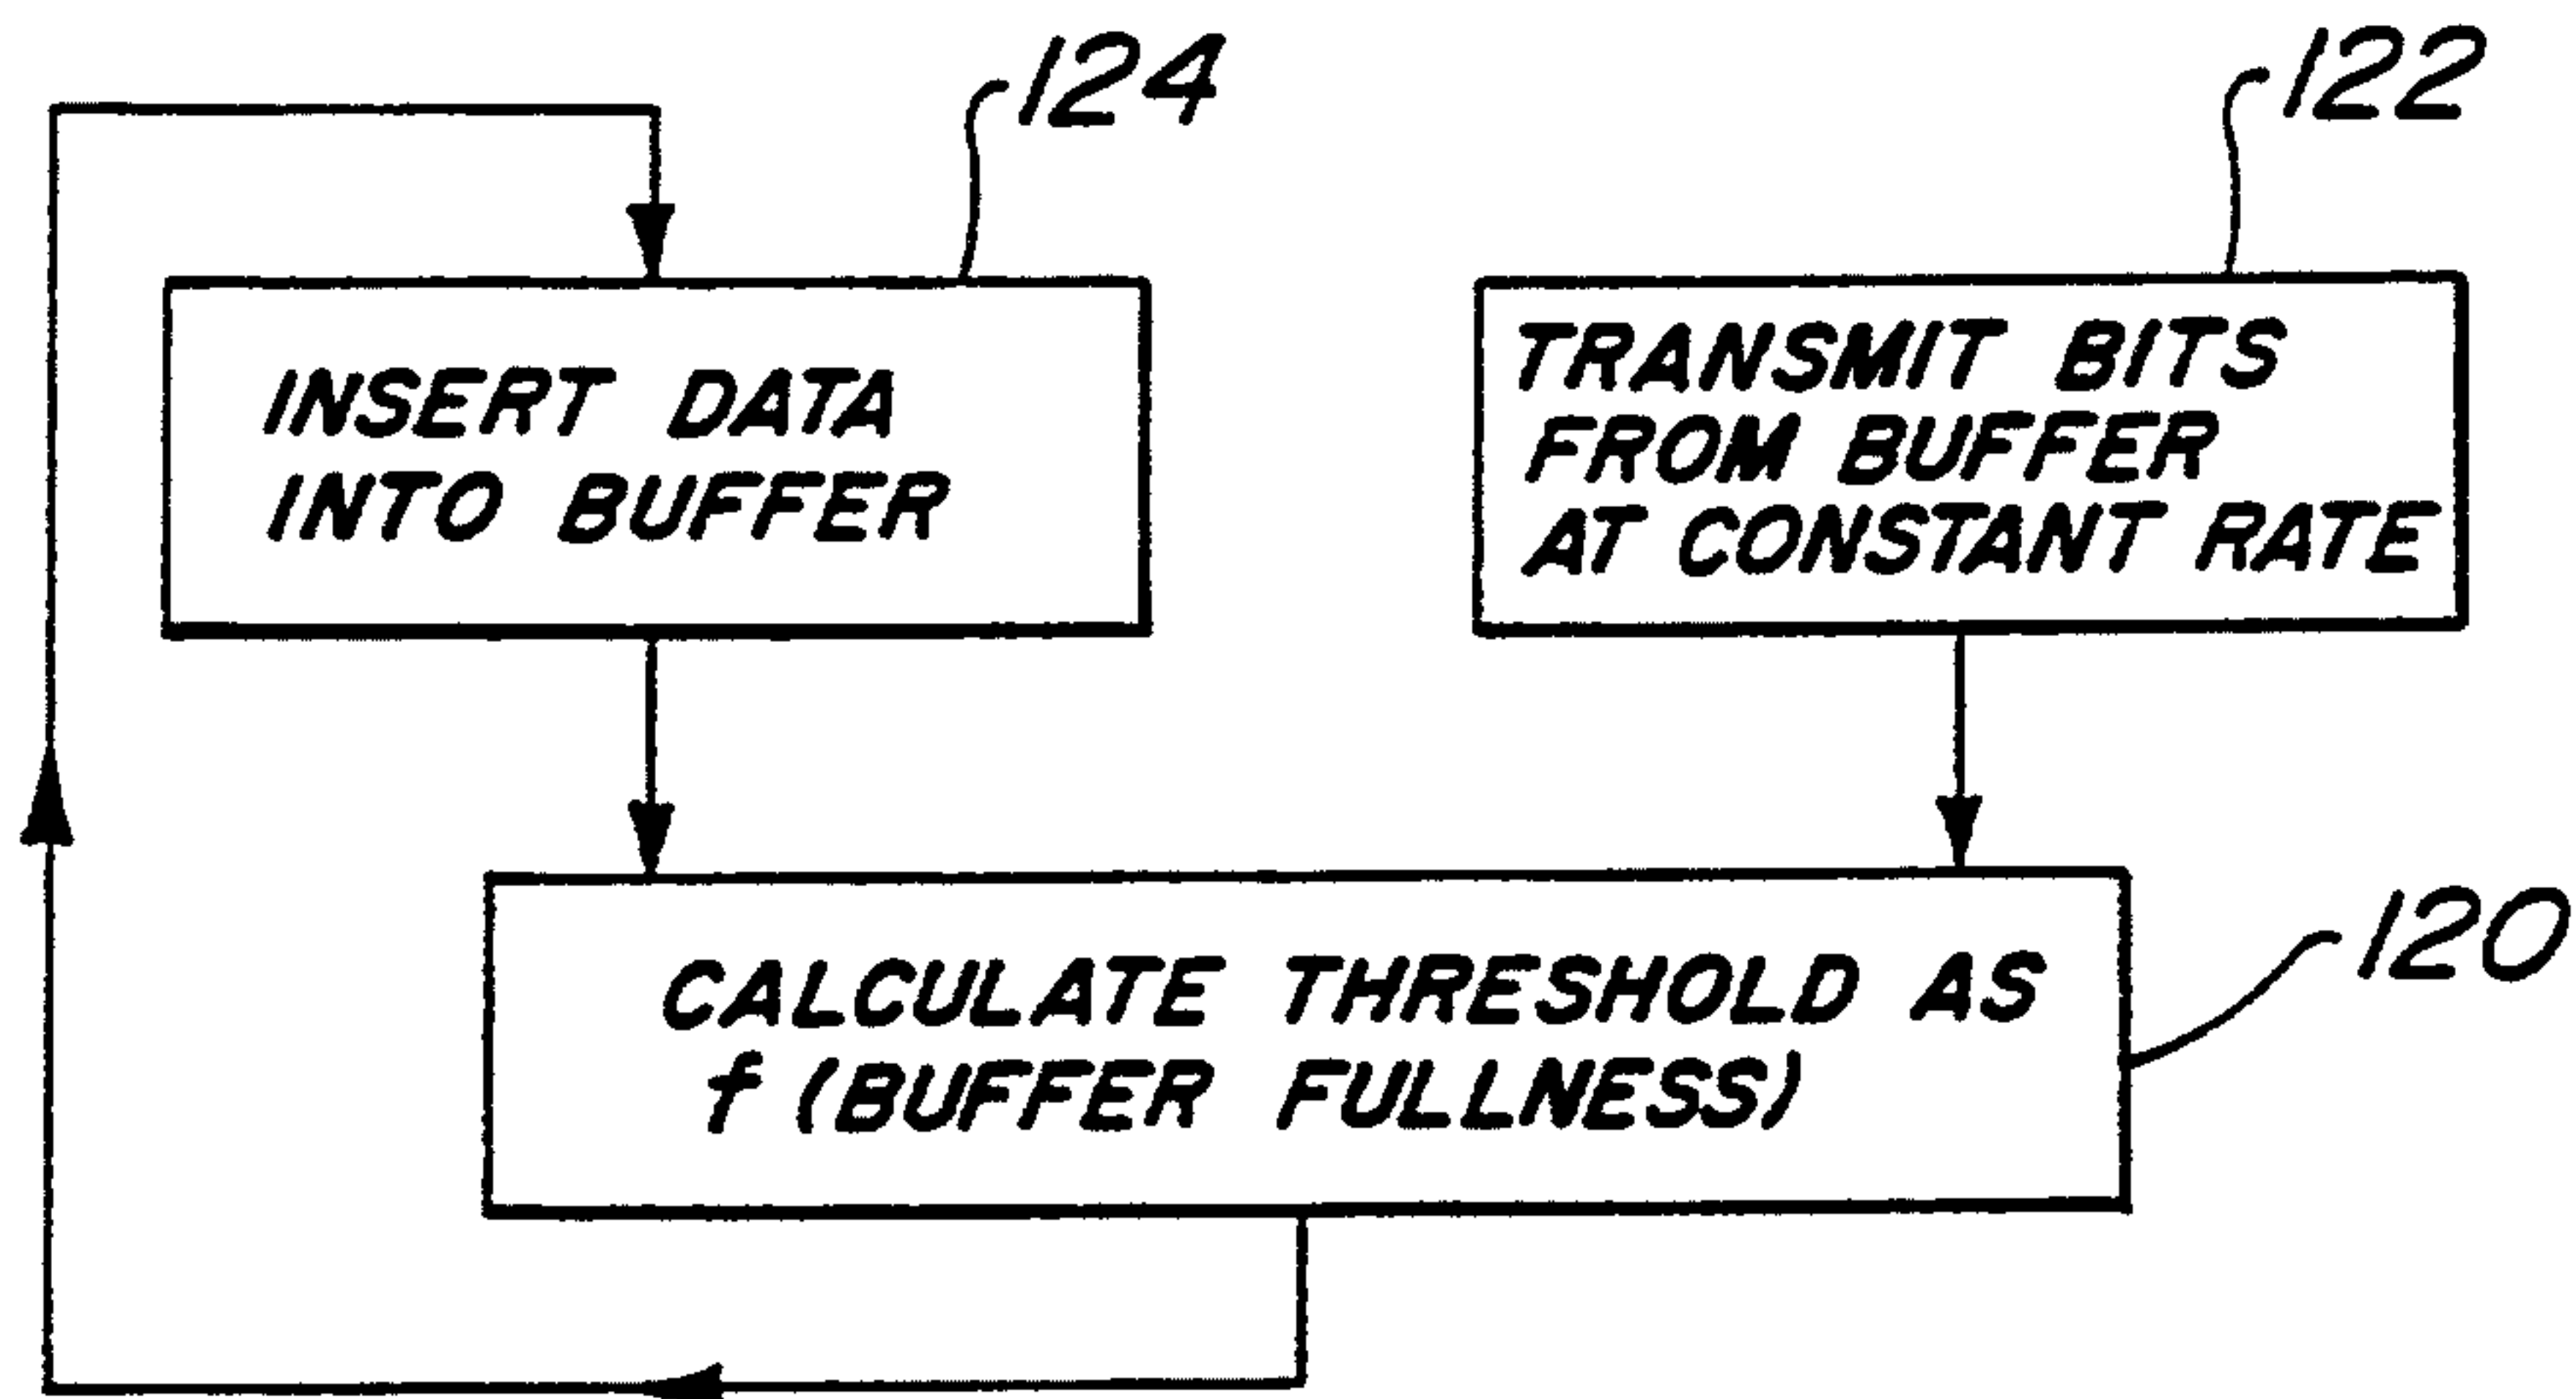 124
122
INSERT DATA
INTO BUFFER
TRANSMIT BITS
FROM BUFFER
AT CONSTANT RATE
120
CALCULATE THRESHOLD AS
f (BUFFER FULLNESS)